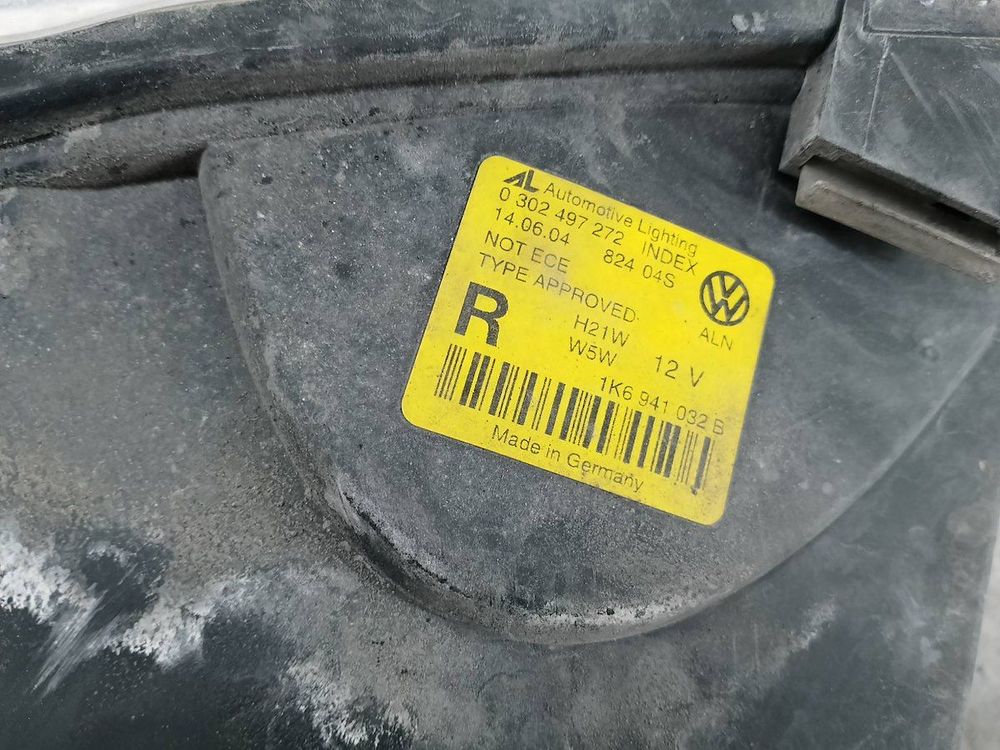 AL Automotive Lighting
0 302 497 272 INDEX
14.06.04 824 04S
NOT ECE
TYPE APPROVED
ALN
R H21W
W5W 12 V
1K6 941 032 B
Made in Germany